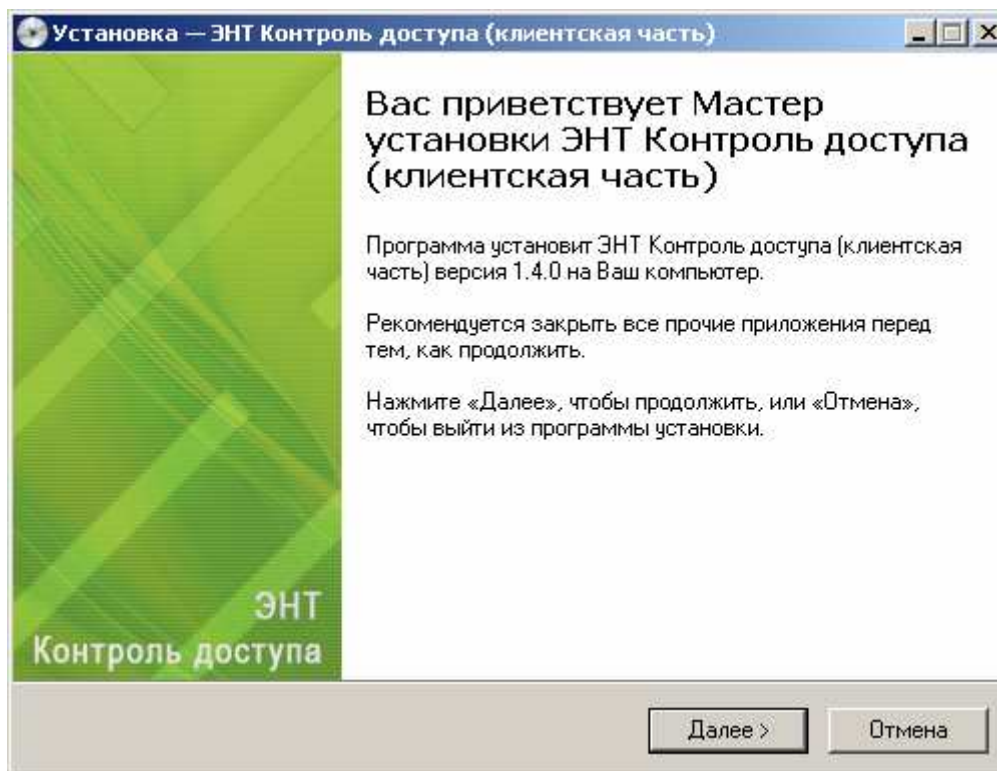 Установка — ЭНТ Контроль доступа (клиентская часть)
Вас приветствует Мастер
установки ЭНТ Контроль доступа
(клиентская часть)
Программа установит ЭНТ Контроль доступа (клиентская
часть) версия 1.4.0 на Ваш компьютер.
Рекомендуется закрыть все прочие приложения перед
тем, как продолжить.
Нажмите «Далее», чтобы продолжить, или «Отмена»,
чтобы выйти из программы установки.
ЭНТ
Контроль доступа
Далее >
Отмена